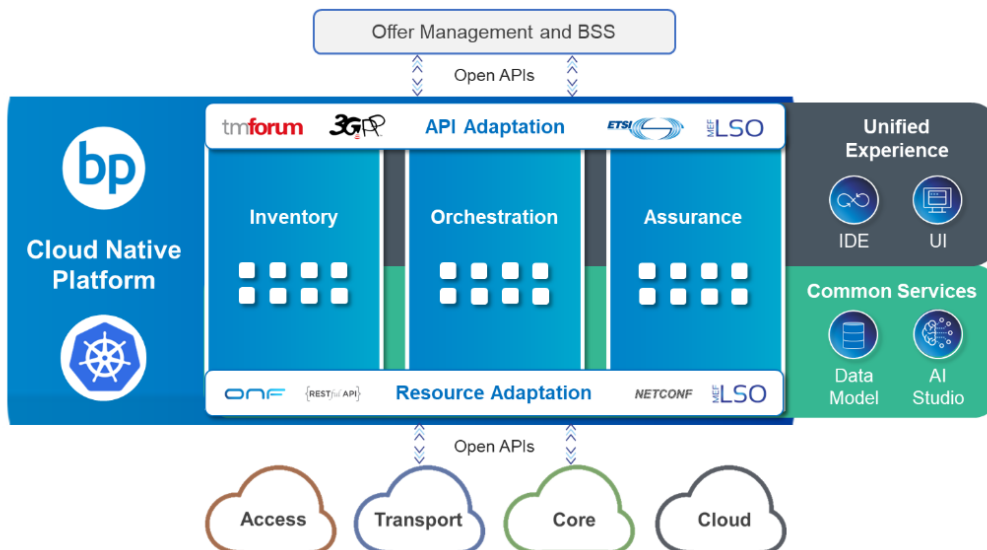 Offer Management and BSS
Open APIs
tmforum
3GPP
API Adaptation
ETSI
MEF LSO
bp
Cloud Native
Platform
Inventory
Orchestration
Assurance
Unified
Experience
IDE
UI
Common Services
Data
Model
AI
Studio
ONF
{RESTful API}
Resource Adaptation
NETCONF
MEF LSO
Open APIs
Access
Transport
Core
Cloud